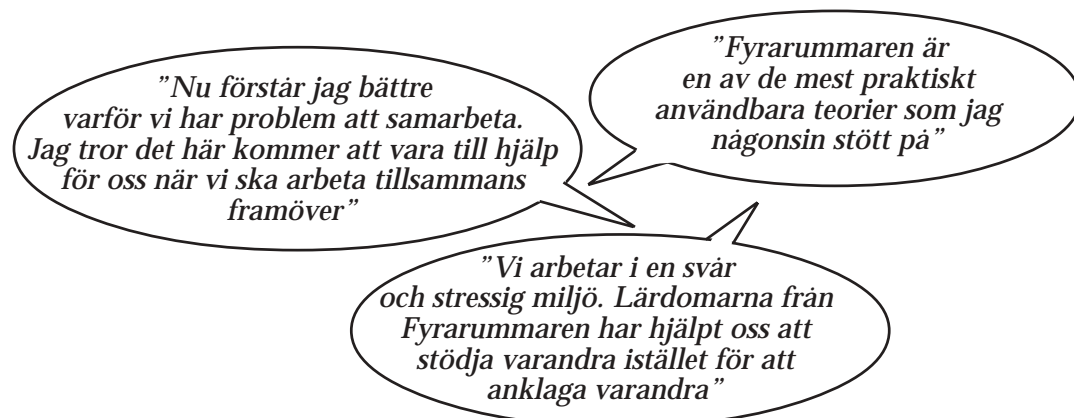 ”Nu förstår jag bättre
varför vi har problem att samarbeta.
Jag tror det här kommer att vara till hjälp
för oss när vi ska arbeta tillsammans
framöver”
”Fyrarummaren är
en av de mest praktiskt
användbara teorier som jag
någonsin stött på”
”Vi arbetar i en svår
och stressig miljö. Lärdomarna från
Fyrarummaren har hjälpt oss att
stödja varandra istället för att
anklaga varandra”